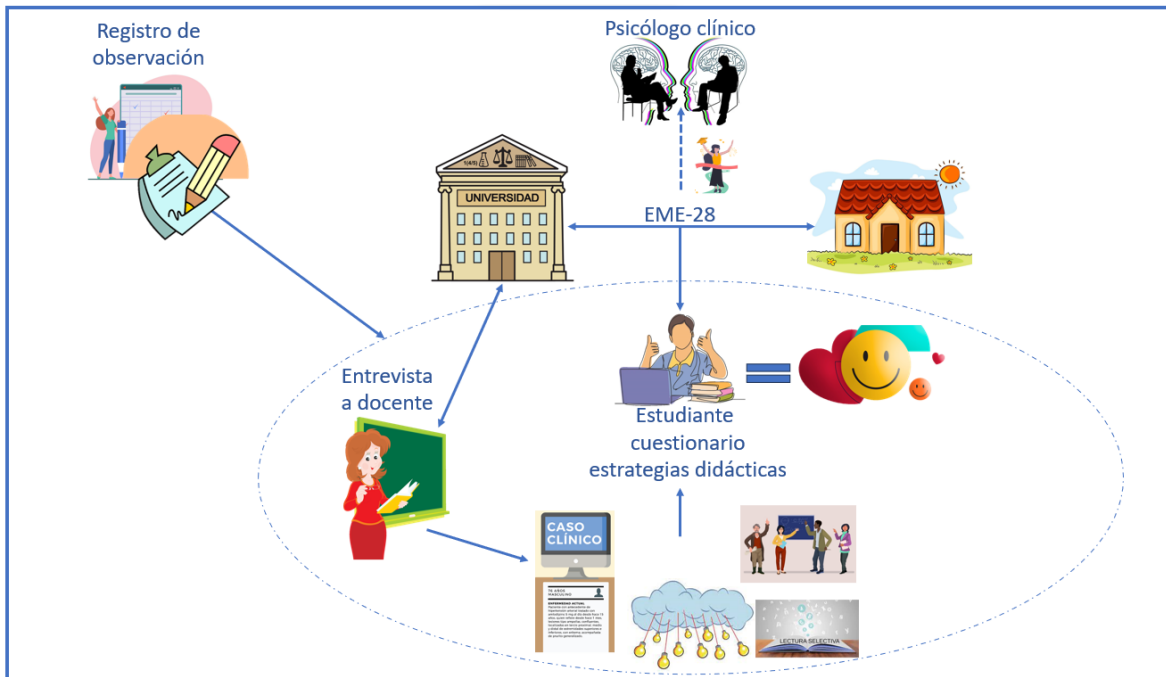 Registro de
observación
Psicólogo clínico
UNIVERSIDAD
EME-28
Entrevista
a docente
Estudiante
cuestionario
estrategias didácticas
CASO
CLÍNICO
LECTURA SELECTIVA